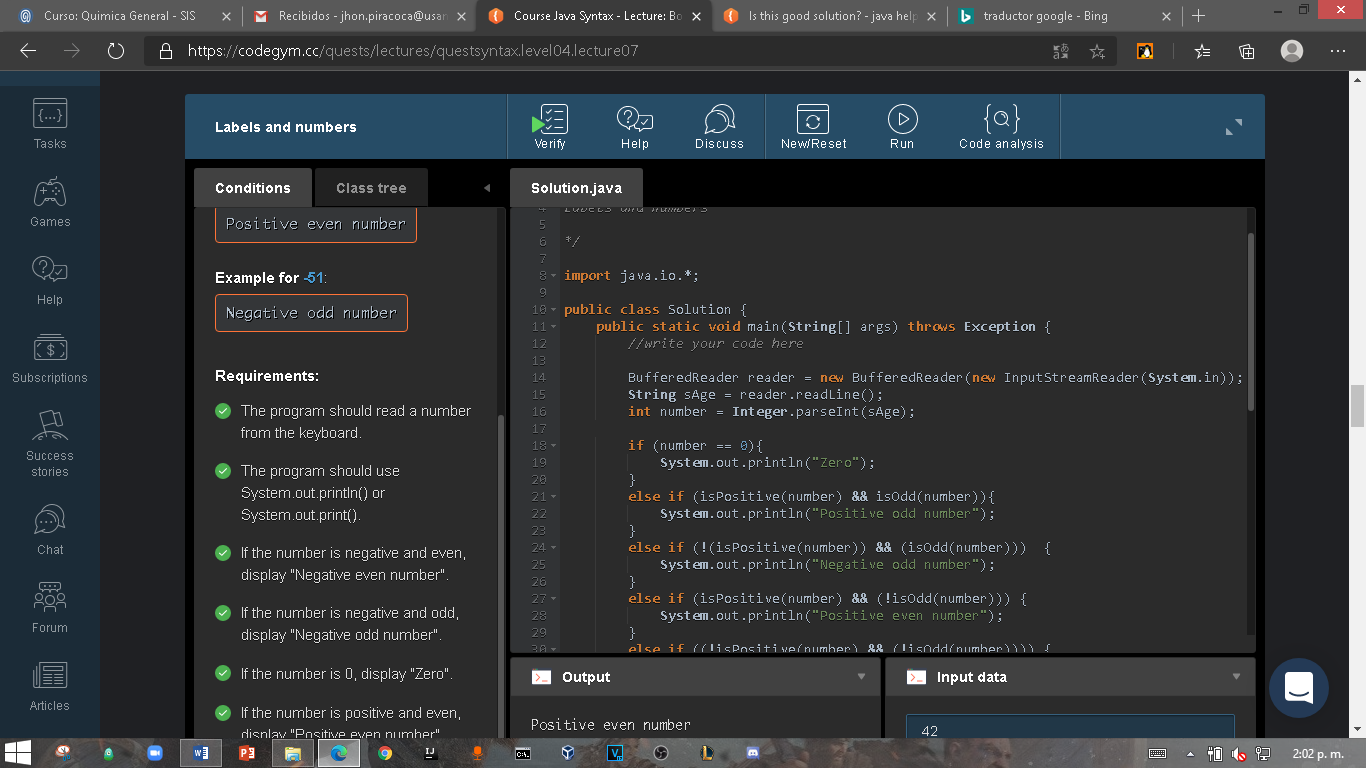 Curso: Quimica General - SIS
Recibidos - jhon.piracoca@usar
Course Java Syntax - Lecture: Bo
Is this good solution? - java help
traductor google - Bing
https://codegym.cc/quests/lectures/questsyntax.level04.lecture07
Tasks
Games
Help
Subscriptions
Success
stories
Chat
Forum
Articles
Labels and numbers
Verify
Help
Discuss
New/Reset
Run
Code analysis
Conditions
Class tree
Positive even number
Example for -51:
Negative odd number
Requirements:
The program should read a number
from the keyboard.
The program should use
System.out.println() or
System.out.print().
If the number is negative and even,
display "Negative even number".
If the number is negative and odd,
display "Negative odd number".
If the number is 0, display "Zero".
If the number is positive and even,
display "Positive even number"
Solution.java
4 Labels and numbers
5
6 */
7
8 import java.io.*;
9
10 public class Solution {
11 public static void main(String[] args) throws Exception {
12 //write your code here
13
14 BufferedReader reader = new BufferedReader(new InputStreamReader(System.in));
15 String sAge = reader.readLine();
16 int number = Integer.parseInt(sAge);
17
18 if (number == 0){
19 System.out.println("Zero");
20 }
21 else if (isPositive(number) && isOdd(number)){
22 System.out.println("Positive odd number");
23 }
24 else if (!(isPositive(number)) && (isOdd(number))) {
25 System.out.println("Negative odd number");
26 }
27 else if (isPositive(number) && (!isOdd(number))) {
28 System.out.println("Positive even number");
29 }
30 else if ((!isPositive(number) && (!isOdd(number)))) {
Output
Positive even number
Input data
42
2:02 p. m.